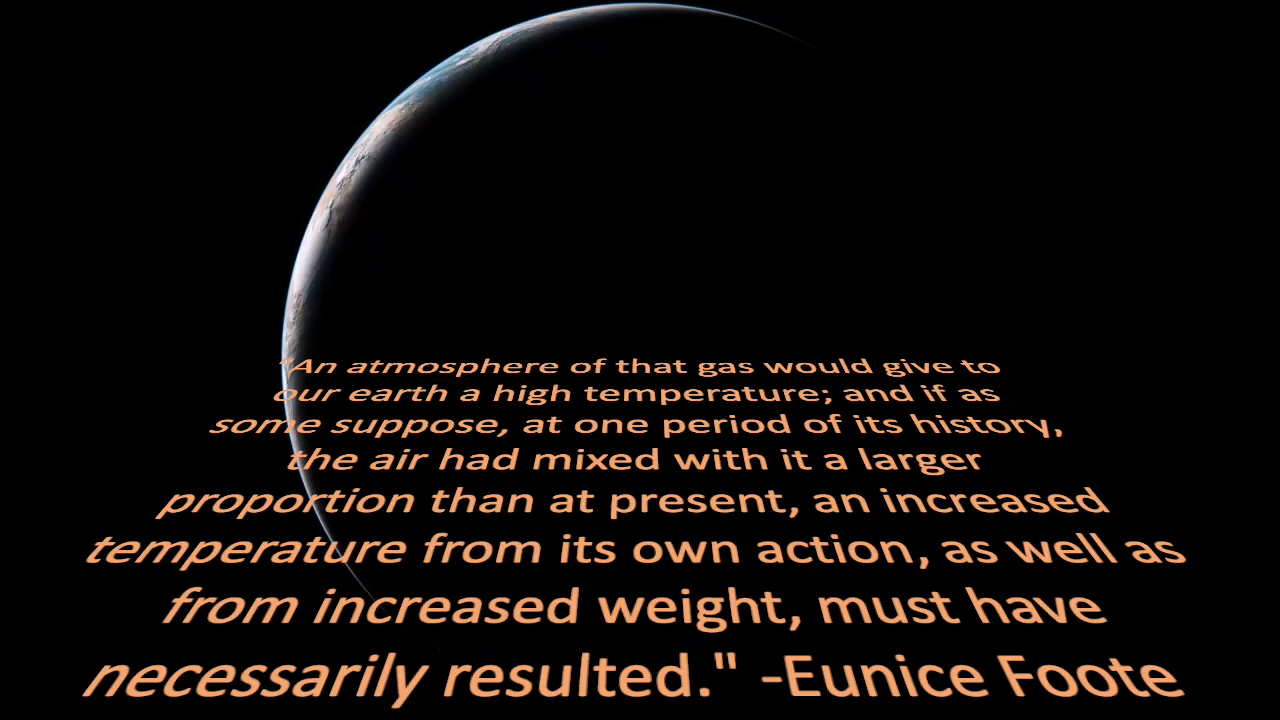 "An atmosphere of that gas would give to
our earth a high temperature; and if as
some suppose, at one period of its history,
the air had mixed with it a larger
proportion than at present, an increased
temperature from its own action, as well as
from increased weight, must have
necessarily resulted." -Eunice Foote